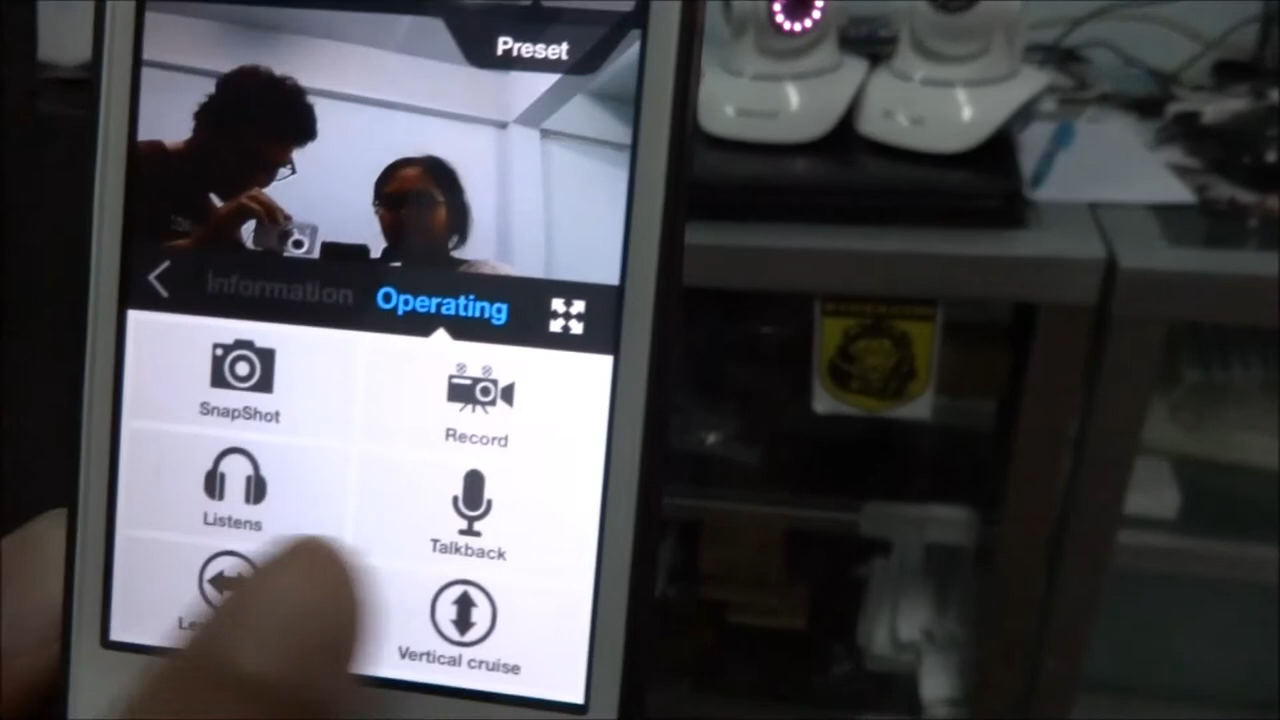 Preset
Information
Operating
SnapShot
Record
Listens
Talkback
Vertical cruise